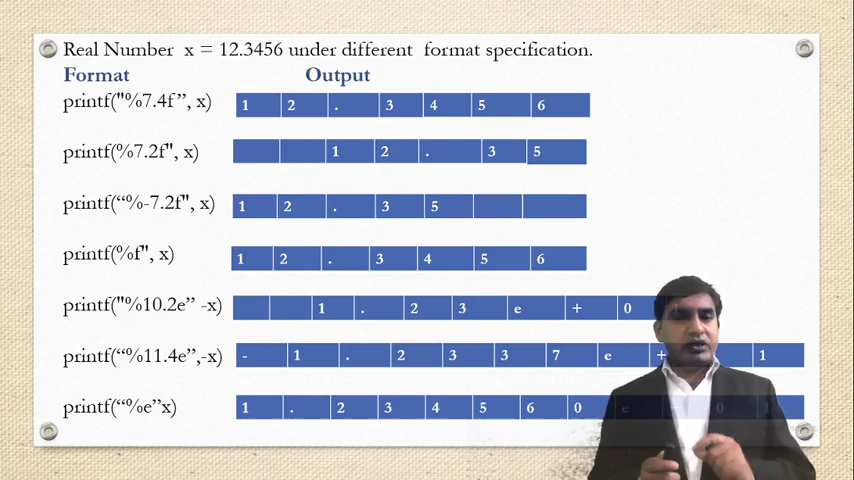 Real Number x = 12.3456 under different format specification.
Format Output
printf("%7.4f”, x) 1 2 . 3 4 5 6
printf(%7.2f", x) 1 2 . 3 5
printf(“%-7.2f", x) 1 2 . 3 5
printf(%f", x) 1 2 . 3 4 5 6
printf("%10.2e” -x) 1 . 2 3 e + 0
printf(“%11.4e”,-x) - 1 . 2 3 3 7 e + 1
printf(“%e”x) 1 . 2 3 4 5 6 0 e 0